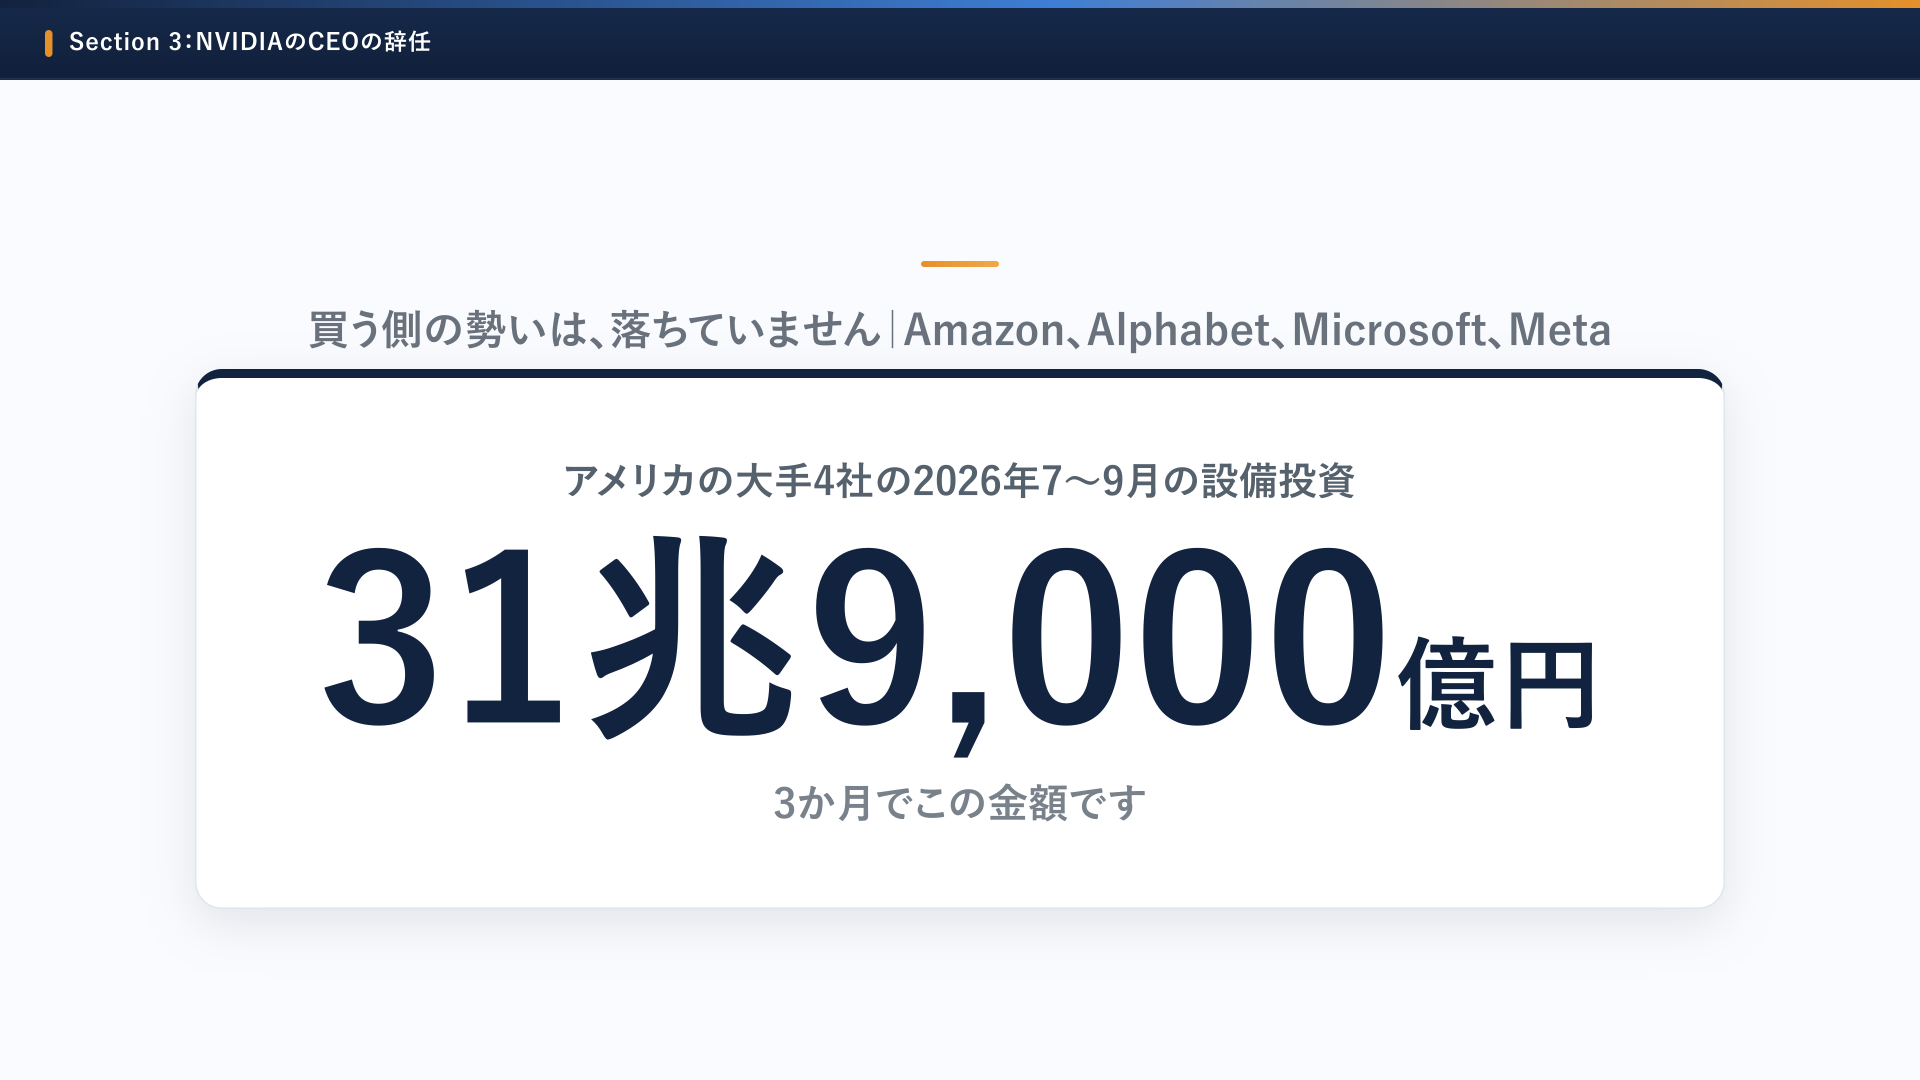 Section 3：NVIDIAのCEOの辞任
買う側の勢いは、落ちていません｜Amazon、Alphabet、Microsoft、Meta
アメリカの大手4社の2026年7〜9月の設備投資
31兆9,000億円
3か月でこの金額です